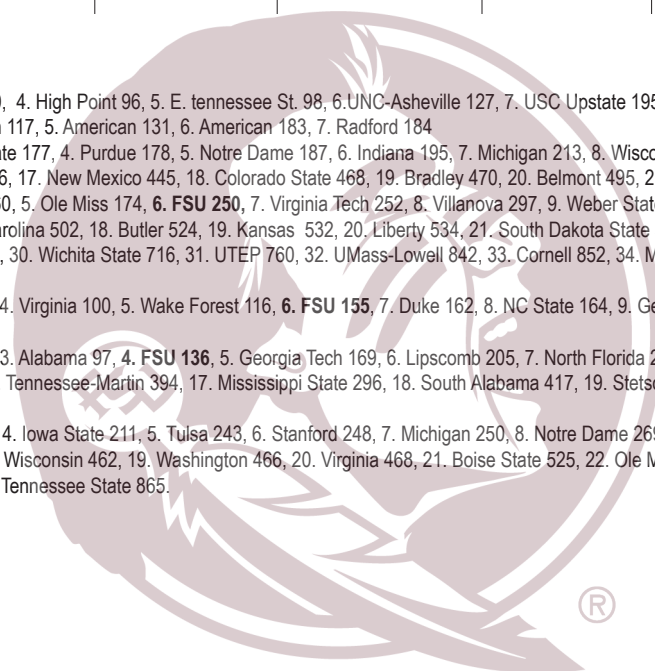 , 4. High Point 96, 5. E. tennessee St. 98, 6.UNC-Asheville 127, 7. USC Upstate 195
117, 5. American 131, 6. American 183, 7. Radford 184
te 177, 4. Purdue 178, 5. Notre Dame 187, 6. Indiana 195, 7. Michigan 213, 8. Wisco
6, 17. New Mexico 445, 18. Colorado State 468, 19. Bradley 470, 20. Belmont 495, 2
60, 5. Ole Miss 174, 6. FSU 250, 7. Virginia Tech 252, 8. Villanova 297, 9. Weber State
arolina 502, 18. Butler 524, 19. Kansas 532, 20. Liberty 534, 21. South Dakota State
, 30. Wichita State 716, 31. UTEP 760, 32. UMass-Lowell 842, 33. Cornell 852, 34. M
4. Virginia 100, 5. Wake Forest 116, 6. FSU 155, 7. Duke 162, 8. NC State 164, 9. Ge
3. Alabama 97, 4. FSU 136, 5. Georgia Tech 169, 6. Lipscomb 205, 7. North Florida 2
Tennessee-Martin 394, 17. Mississippi State 296, 18. South Alabama 417, 19. Stetso
4. Iowa State 211, 5. Tulsa 243, 6. Stanford 248, 7. Michigan 250, 8. Notre Dame 269
Wisconsin 462, 19. Washington 466, 20. Virginia 468, 21. Boise State 525, 22. Ole M
Tennessee State 865.
®